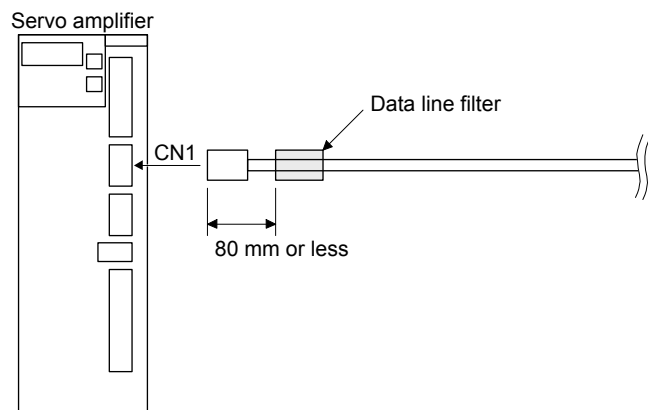 Servo amplifier
Data line filter
CN1
80 mm or less